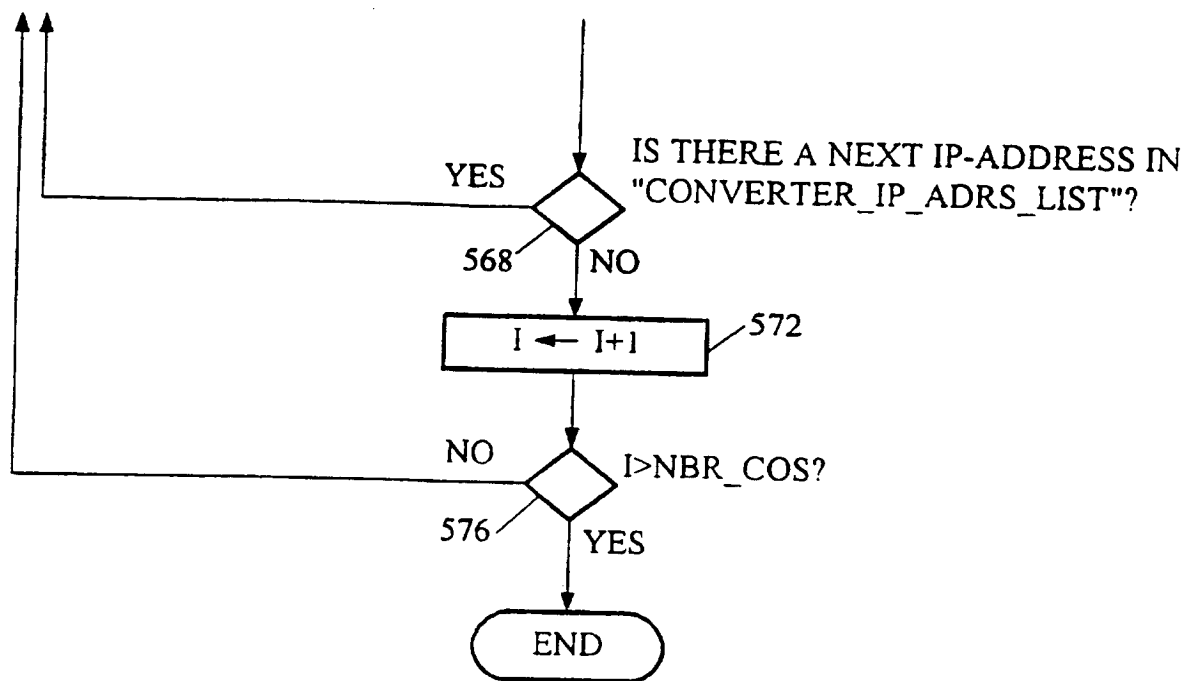 YES
IS THERE A NEXT IP-ADDRESS IN
"CONVERTER_IP_ADRS_LIST"?
568
NO
I ← I+1
572
NO
I>NBR_COS?
576
YES
END